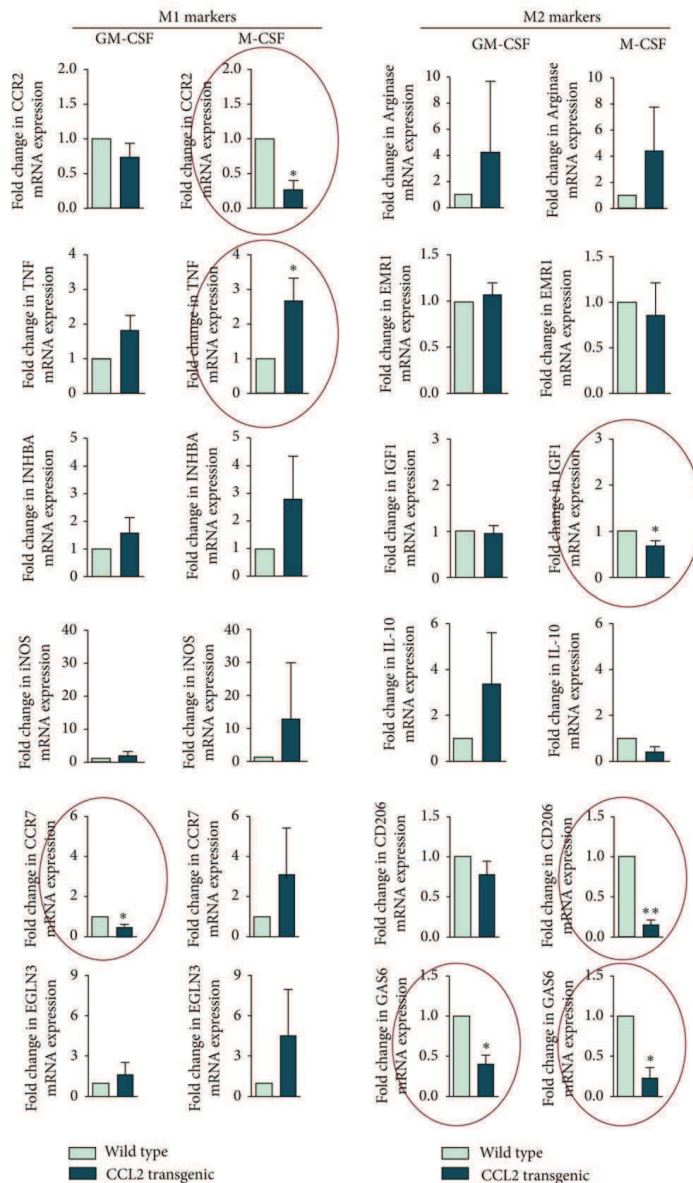 M1 markers
M2 markers
GM-CSF
M-CSF
GM-CSF
M-CSF
Fold change in CCR2
mRNA expression
2.0
1.5
1.0
0.5
0.0
Fold change in CCR2
mRNA expression
2.0
1.5
1.0
0.5
0.0
*
Fold change in Arginase
mRNA expression
10
8
6
4
2
0
Fold change in Arginase
mRNA expression
10
8
6
4
2
0
Fold change in TNF
mRNA expression
4
3
2
1
0
Fold change in TNF
mRNA expression
4
3
2
1
0
*
Fold change in EMR1
mRNA expression
1.5
1.0
0.5
0.0
Fold change in EMR1
mRNA expression
1.5
1.0
0.5
0.0
Fold change in INHBA
mRNA expression
5
4
3
2
1
0
Fold change in INHBA
mRNA expression
5
4
3
2
1
0
Fold change in IGF1
mRNA expression
3
2
1
0
Fold change in IGF1
mRNA expression
3
2
1
0
*
Fold change in iNOS
mRNA expression
40
30
20
10
0
Fold change in iNOS
mRNA expression
40
30
20
10
0
Fold change in IL-10
mRNA expression
6
4
2
0
Fold change in IL-10
mRNA expression
6
4
2
0
Fold change in CCR7
mRNA expression
6
4
2
0
*
Fold change in CCR7
mRNA expression
6
4
2
0
Fold change in CD206
mRNA expression
1.5
1.0
0.5
0.0
Fold change in CD206
mRNA expression
1.5
1.0
0.5
0.0
**
Fold change in EGLN3
mRNA expression
9
6
3
0
Fold change in EGLN3
mRNA expression
9
6
3
0
Fold change in GAS6
mRNA expression
1.5
1.0
0.5
0.0
*
Fold change in GAS6
mRNA expression
1.5
1.0
0.5
0.0
*
Wild type
CCL2 transgenic
Wild type
CCL2 transgenic